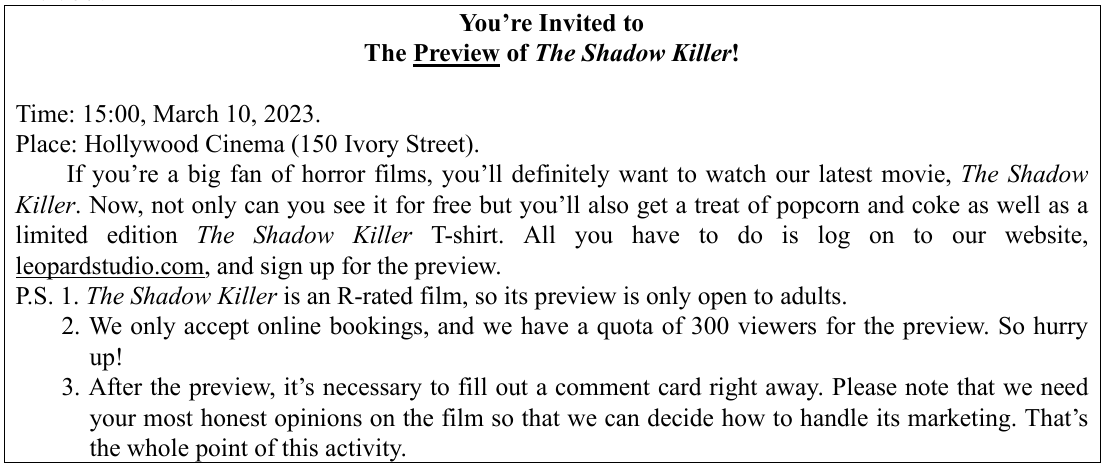 You’re Invited to
The Preview of The Shadow Killer!
Time: 15:00, March 10, 2023.
Place: Hollywood Cinema (150 Ivory Street).
If you’re a big fan of horror films, you’ll definitely want to watch our latest movie, The Shadow
Killer. Now, not only can you see it for free but you’ll also get a treat of popcorn and coke as well as a
limited edition The Shadow Killer T-shirt. All you have to do is log on to our website,
leopardstudio.com, and sign up for the preview.
P.S. 1. The Shadow Killer is an R-rated film, so its preview is only open to adults.
2. We only accept online bookings, and we have a quota of 300 viewers for the preview. So hurry
up!
3. After the preview, it’s necessary to fill out a comment card right away. Please note that we need
your most honest opinions on the film so that we can decide how to handle its marketing. That’s
the whole point of this activity.